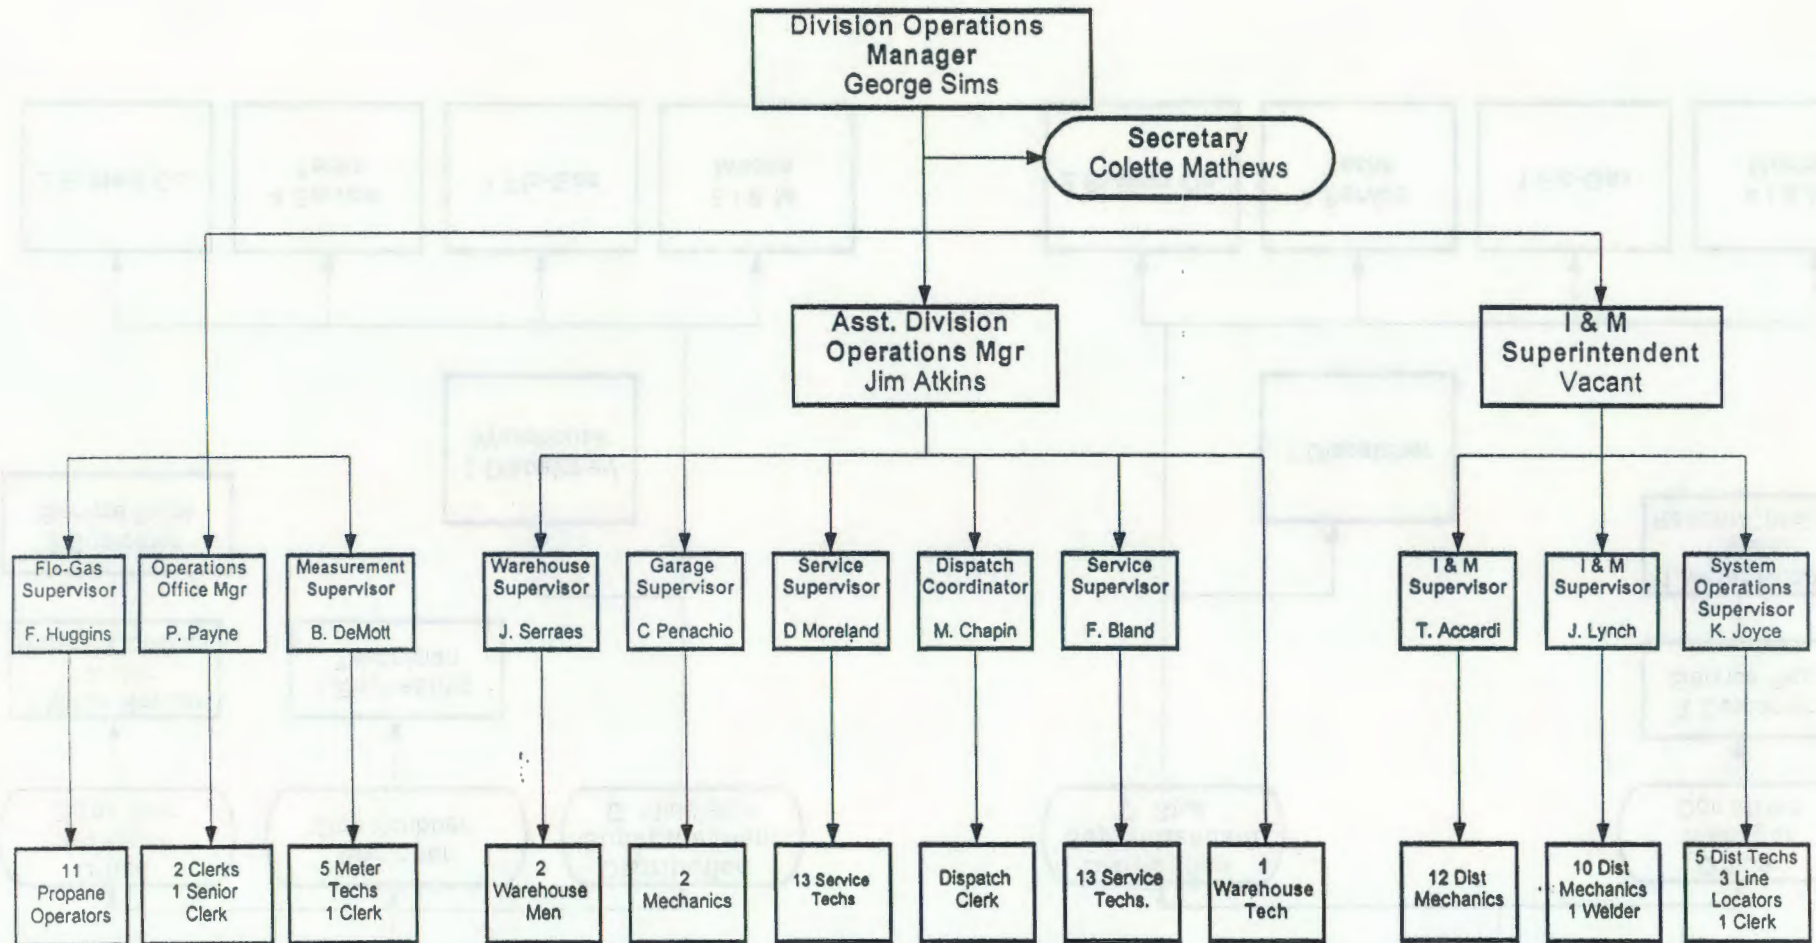 Division Operations
Manager
George Sims
Secretary
Colette Mathews
Asst. Division
Operations Mgr
Jim Atkins
I & M
Superintendent
Vacant
Flo-Gas
Supervisor
F. Huggins
Operations
Office Mgr
P. Payne
Measurement
Supervisor
B. DeMott
Warehouse
Supervisor
J. Serraes
Garage
Supervisor
C Penachio
Service
Supervisor
D Moreland
Dispatch
Coordinator
M. Chapin
Service
Supervisor
F. Bland
I & M
Supervisor
T. Accardi
I & M
Supervisor
J. Lynch
System
Operations
Supervisor
K. Joyce
11
Propane
Operators
2 Clerks
1 Senior
Clerk
5 Meter
Techs
1 Clerk
2
Warehouse
Men
2
Mechanics
13 Service
Techs
Dispatch
Clerk
13 Service
Techs.
1
Warehouse
Tech
12 Dist
Mechanics
10 Dist
Mechanics
1 Welder
5 Dist Techs
3 Line
Locators
1 Clerk